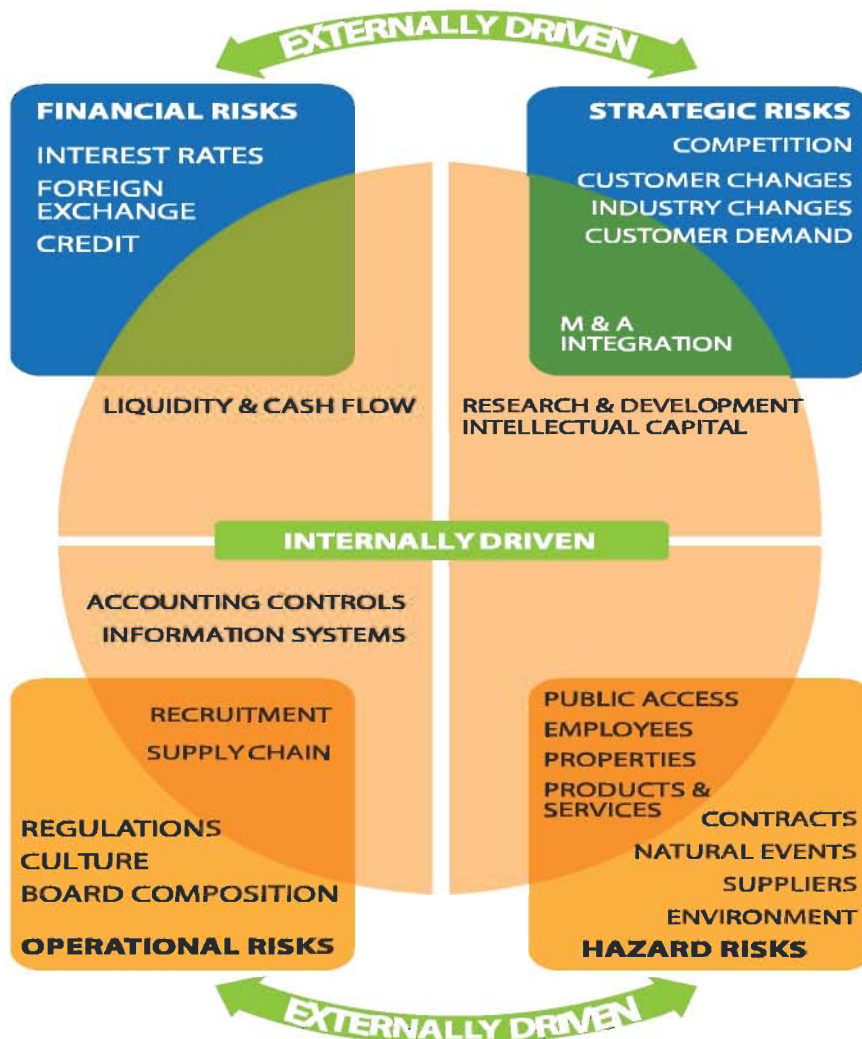 EXTERNALLY DRIVEN
FINANCIAL RISKS
INTEREST RATES
FOREIGN
EXCHANGE
CREDIT
STRATEGIC RISKS
COMPETITION
CUSTOMER CHANGES
INDUSTRY CHANGES
CUSTOMER DEMAND
M & A
INTEGRATION
LIQUIDITY & CASH FLOW
RESEARCH & DEVELOPMENT
INTELLECTUAL CAPITAL
INTERNALLY DRIVEN
ACCOUNTING CONTROLS
INFORMATION SYSTEMS
RECRUITMENT
SUPPLY CHAIN
REGULATIONS
CULTURE
BOARD COMPOSITION
OPERATIONAL RISKS
PUBLIC ACCESS
EMPLOYEES
PROPERTIES
PRODUCTS &
SERVICES
CONTRACTS
NATURAL EVENTS
SUPPLIERS
ENVIRONMENT
HAZARD RISKS
EXTERNALLY DRIVEN